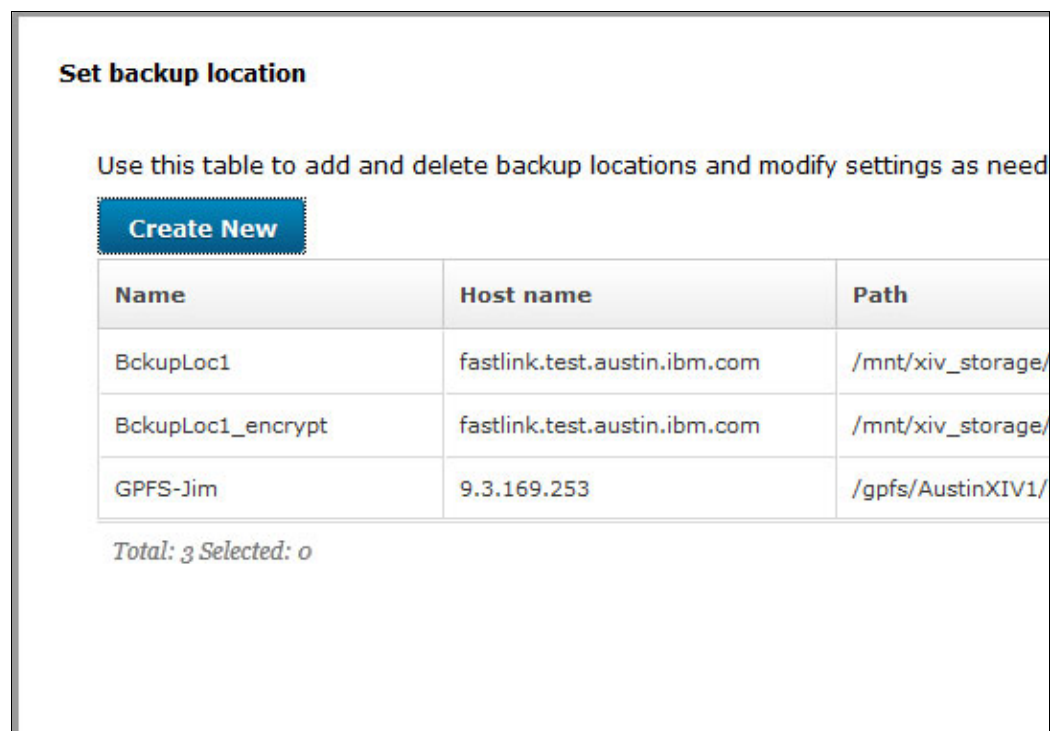 Set backup location
Use this table to add and delete backup locations and modify settings as need
Create New
Name Host name Path
BckupLoc1 fastlink.test.austin.ibm.com /mnt/xiv_storage/
BckupLoc1_encrypt fastlink.test.austin.ibm.com /mnt/xiv_storage/
GPFS-Jim 9.3.169.253 /gpfs/AustinXIV1/
Total: 3 Selected: 0